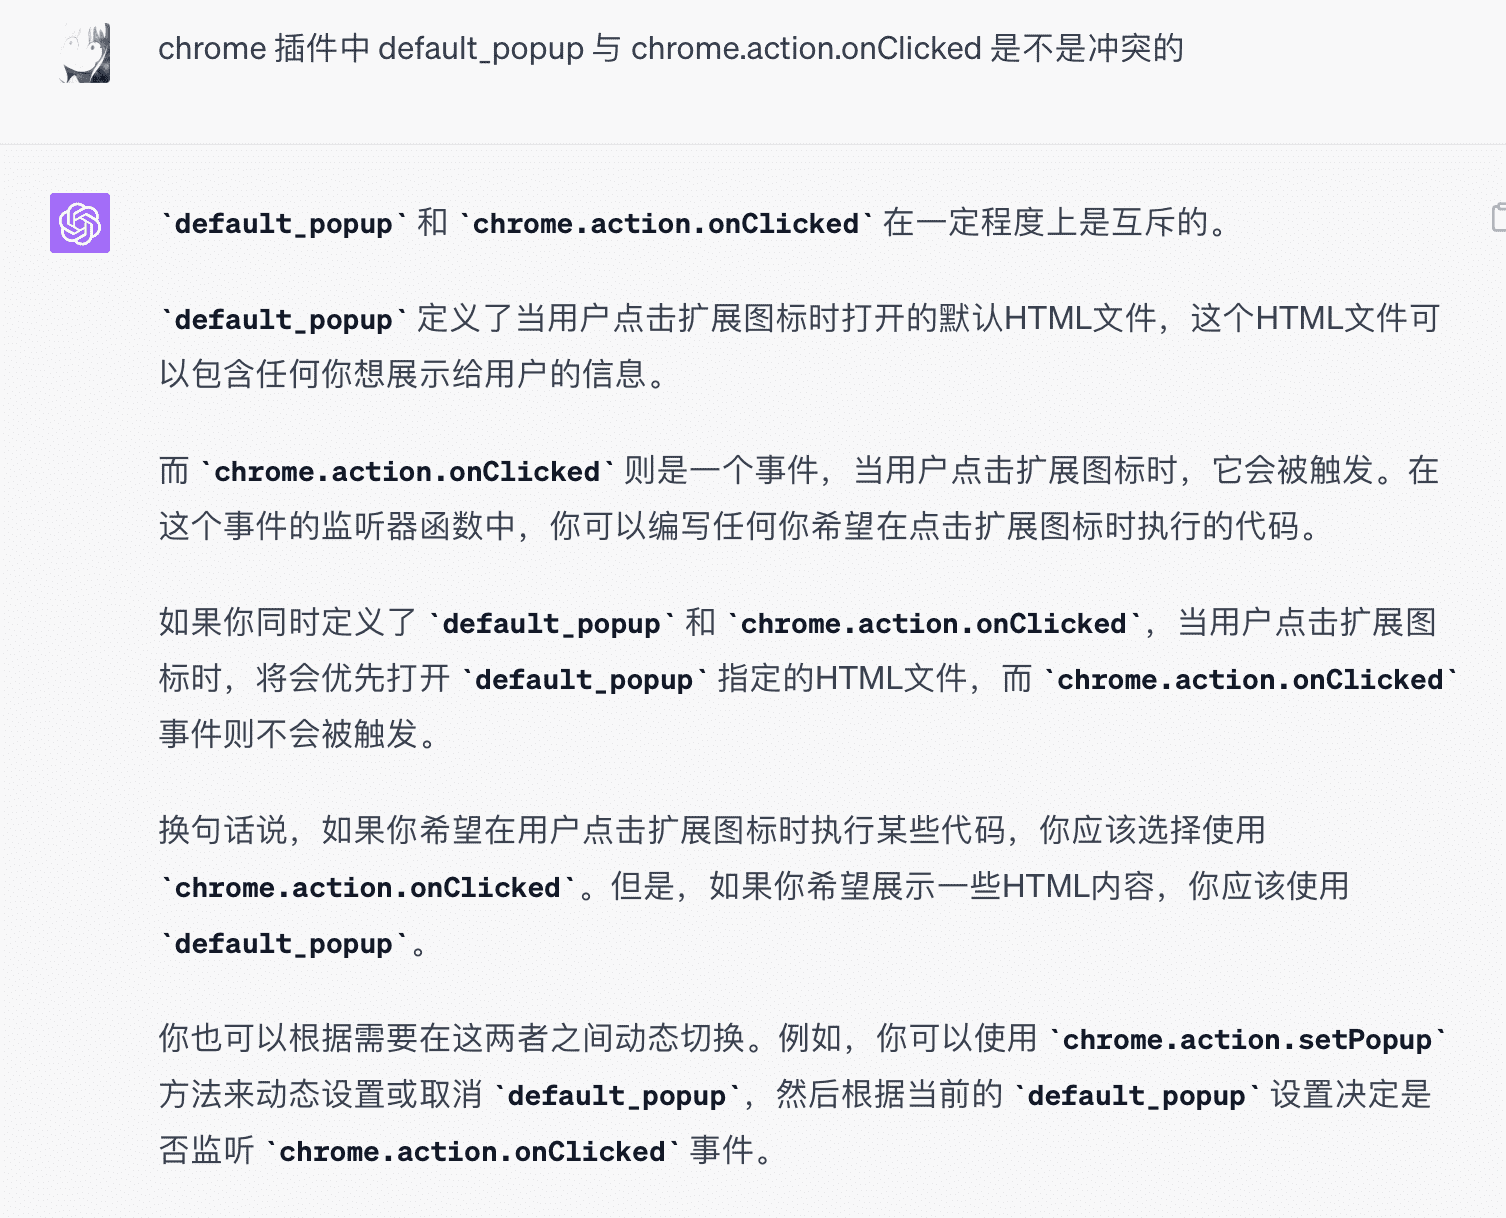 chrome 插件中 default_popup 与 chrome.action.onClicked 是不是冲突的
`default_popup` 和 `chrome.action.onClicked` 在一定程度上是互斥的。
`default_popup` 定义了当用户点击扩展图标时打开的默认HTML文件，这个HTML文件可
以包含任何你想展示给用户的信息。
而 `chrome.action.onClicked` 则是一个事件，当用户点击扩展图标时，它会被触发。在
这个事件的监听器函数中，你可以编写任何你希望在点击扩展图标时执行的代码。
如果你同时定义了 `default_popup` 和 `chrome.action.onClicked`，当用户点击扩展图
标时，将会优先打开 `default_popup` 指定的HTML文件，而 `chrome.action.onClicked`
事件则不会被触发。
换句话说，如果你希望在用户点击扩展图标时执行某些代码，你应该选择使用
`chrome.action.onClicked`。但是，如果你希望展示一些HTML内容，你应该使用
`default_popup`。
你也可以根据需要在这两者之间动态切换。例如，你可以使用 `chrome.action.setPopup`
方法来动态设置或取消 `default_popup`，然后根据当前的 `default_popup` 设置决定是
否监听 `chrome.action.onClicked` 事件。